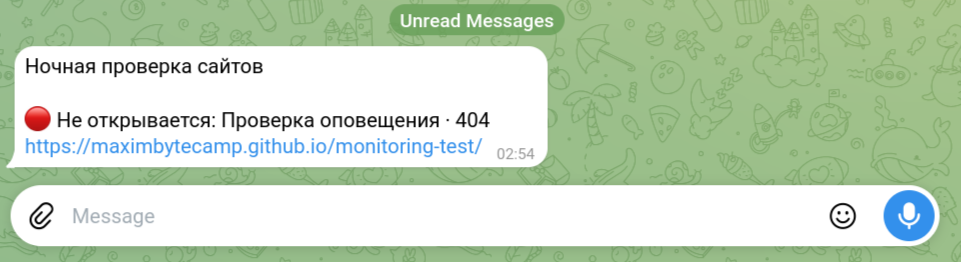 Unread Messages
Ночная проверка сайтов
🔴 Не открывается: Проверка оповещения · 404
https://maximbytecamp.github.io/monitoring-test/
02:54
Message